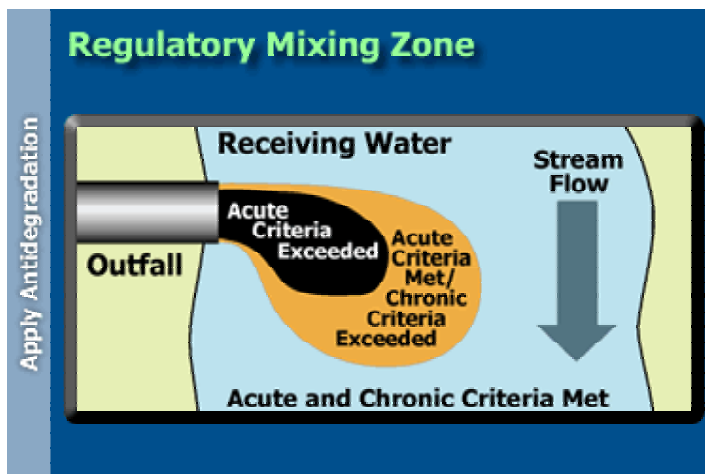 Regulatory Mixing Zone
Apply Antidegradation
Receiving Water
Stream
Flow
Acute
Criteria
Exceeded
Outfall
Acute
Criteria
Met/
Chronic
Criteria
Exceeded
Acute and Chronic Criteria Met